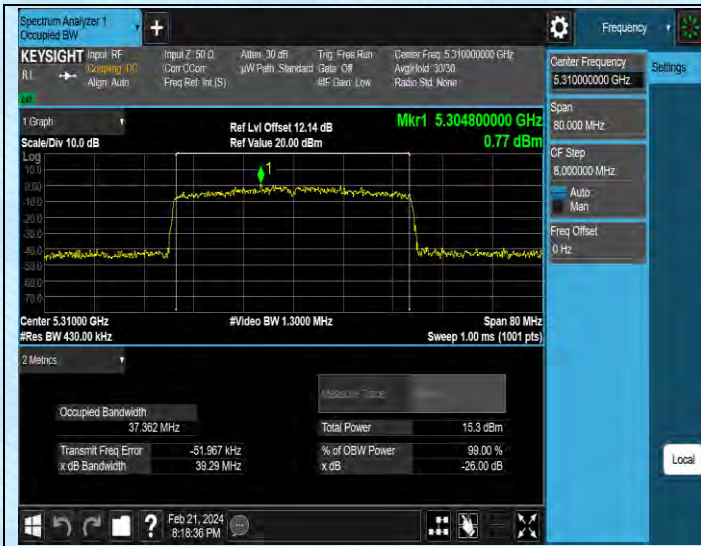 Spectrum Analyzer 1
Occupied BW
+
Frequency
KEYSIGHT
Input: RF
Input Z: 50 Ω
Atten: 30 dB
Trig: Free Run
Center Freq: 5.310000000 GHz
Coupling: DC
Corr CCorr
µW Path: Standard
Gate: Off
Avg|Hold: 30/30
Align: Auto
Freq Ref: Int (S)
#IF Gain: Low
Radio Std: None
Center Frequency
5.310000000 GHz
Settings
Span
80.000 MHz
CF Step
8.000000 MHz
Auto
Man
Freq Offset
0 Hz
1 Graph
Ref Lvl Offset 12.14 dB
Mkr1 5.304800000 GHz
Scale/Div 10.0 dB
Ref Value 20.00 dBm
0.77 dBm
Log
10.0
0.00
-10.0
-20.0
-30.0
-40.0
-50.0
-60.0
-70.0
1
Center 5.31000 GHz
#Video BW 1.3000 MHz
Span 80 MHz
#Res BW 430.00 kHz
Sweep 1.00 ms (1001 pts)
2 Metrics
Measure Trace
Occupied Bandwidth
37.362 MHz
Total Power
15.3 dBm
Transmit Freq Error
-51.967 kHz
% of OBW Power
99.00 %
x dB Bandwidth
39.29 MHz
x dB
-26.00 dB
Local
?
Feb 21, 2024
8:18:36 PM